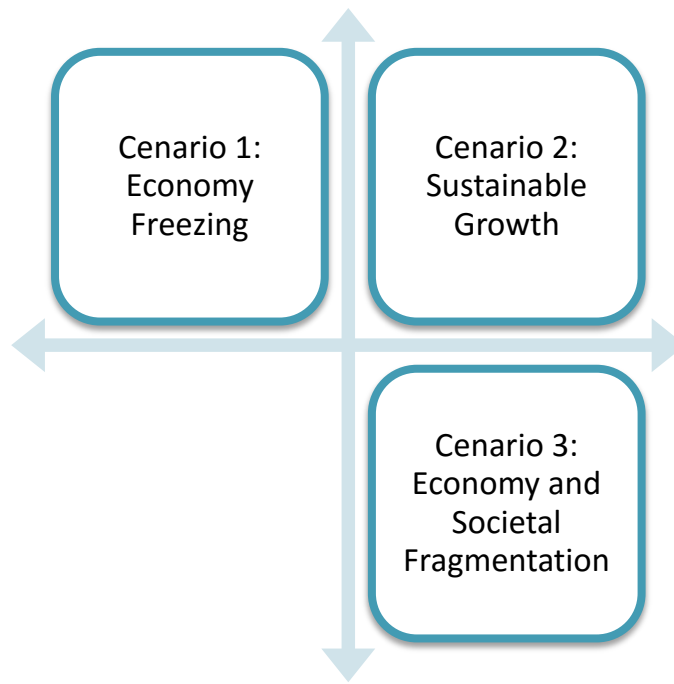 Cenario 1:
Economy
Freezing
Cenario 2:
Sustainable
Growth
Cenario 3:
Economy and
Societal
Fragmentation